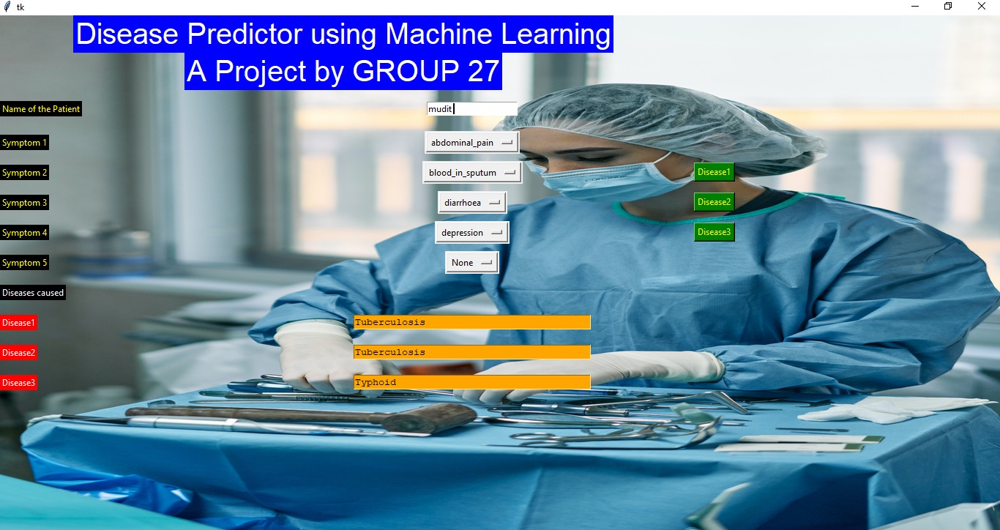 tk
Disease Predictor using Machine Learning
A Project by GROUP 27
Name of the Patient mudit
Symptom 1 abdominal_pain
Symptom 2 blood_in_sputum Disease1
Symptom 3 diarrhoea Disease2
Symptom 4 depression Disease3
Symptom 5 None
Diseases caused
Disease1 Tuberculosis
Disease2 Tuberculosis
Disease3 Typhoid